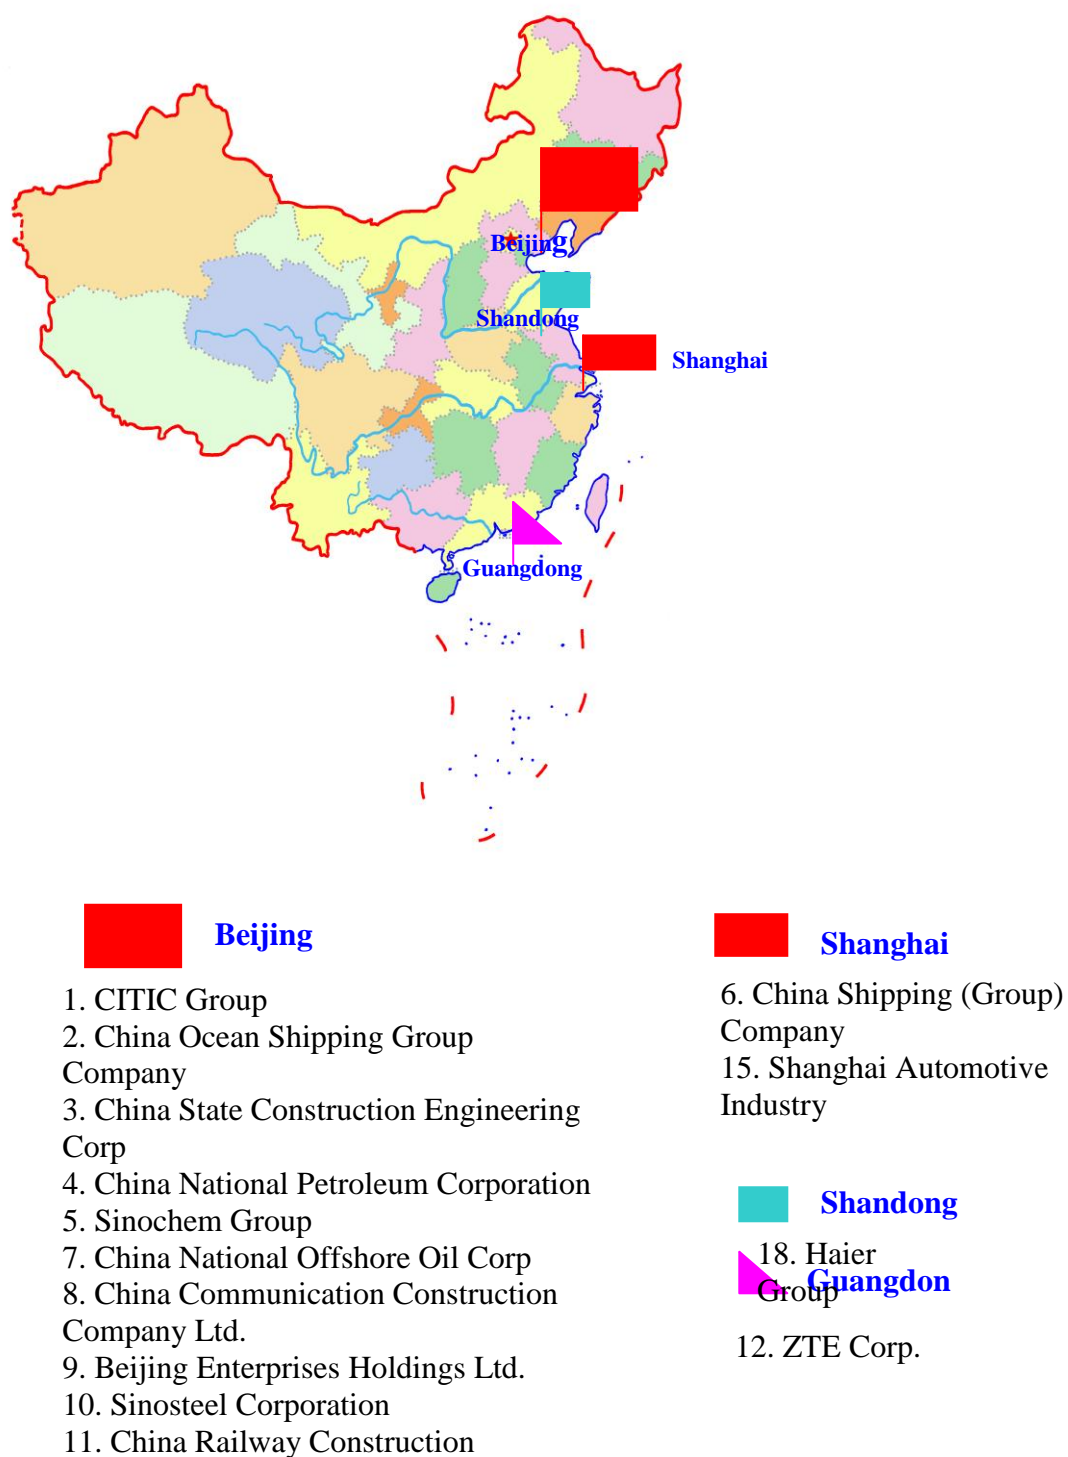 Beijing
Shandong
Shanghai
Guangdong
Beijing
1. CITIC Group
2. China Ocean Shipping Group
Company
3. China State Construction Engineering
Corp
4. China National Petroleum Corporation
5. Sinochem Group
7. China National Offshore Oil Corp
8. China Communication Construction
Company Ltd.
9. Beijing Enterprises Holdings Ltd.
10. Sinosteel Corporation
11. China Railway Construction
Shanghai
6. China Shipping (Group)
Company
15. Shanghai Automotive
Industry
Shandong
18. Haier
Group
Guangdon
12. ZTE Corp.